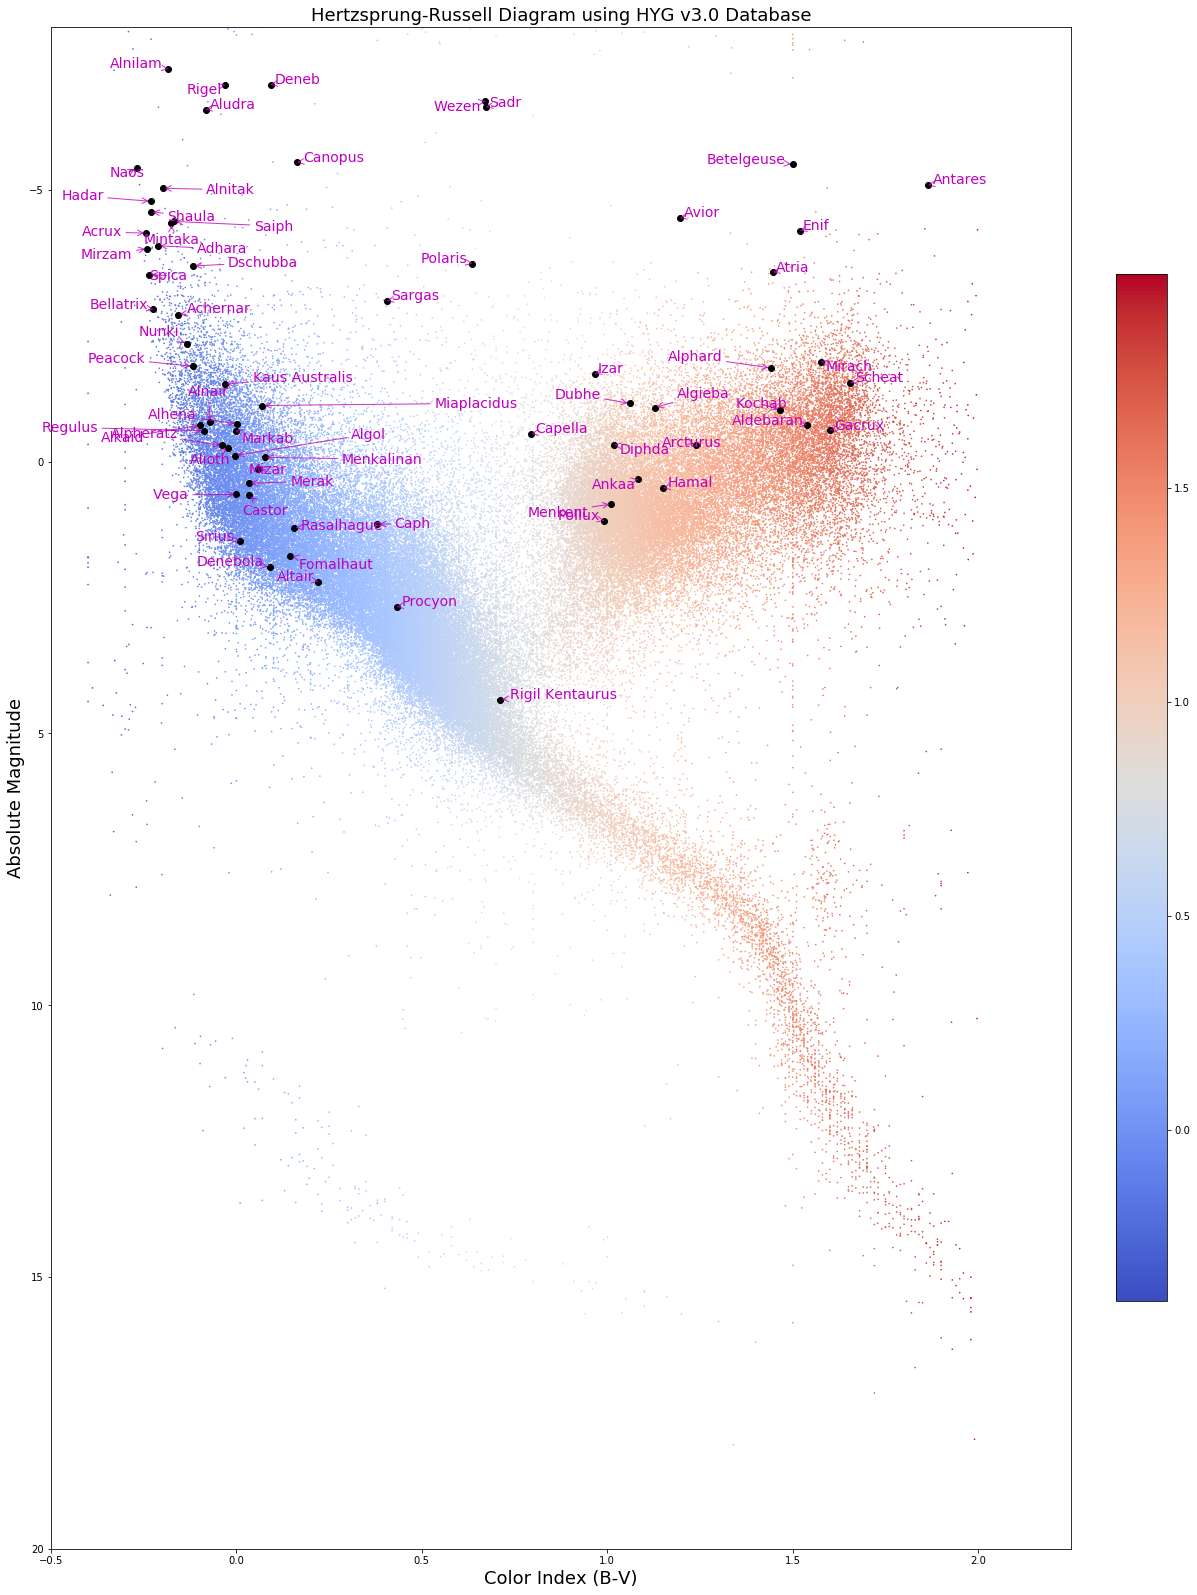 Hertzsprung-Russell Diagram using HYG v3.0 Database
Alnilam
Rigel
Deneb
Aludra
Wezen
Sadr
Canopus
Betelgeuse
Naos
Antares
Hadar
Alnitak
Shaula
Saiph
Avior
Enif
Acrux
Mintaka
Mirzam
Adhara
Dschubba
Polaris
Atria
Spica
Sargas
Bellatrix
Achernar
Nunki
Peacock
Kaus Australis
Alnair
Miaplacidus
Izar
Alphard
Mirach
Scheat
Dubhe
Algieba
Kochab
Alhena
Regulus
Alpheratz
Alkaid
Markab
Algol
Capella
Aldebaran
Gacrux
Arcturus
Diphda
Alioth
Menkalinan
Mizar
Merak
Ankaa
Hamal
Vega
Castor
Menkent
Pollux
Rasalhague
Caph
Sirius
Denebola
Fomalhaut
Altair
Procyon
Rigil Kentaurus
−5
0
5
10
15
20
Absolute Magnitude
−0.5
0.0
0.5
1.0
1.5
2.0
Color Index (B-V)
1.5
1.0
0.5
0.0